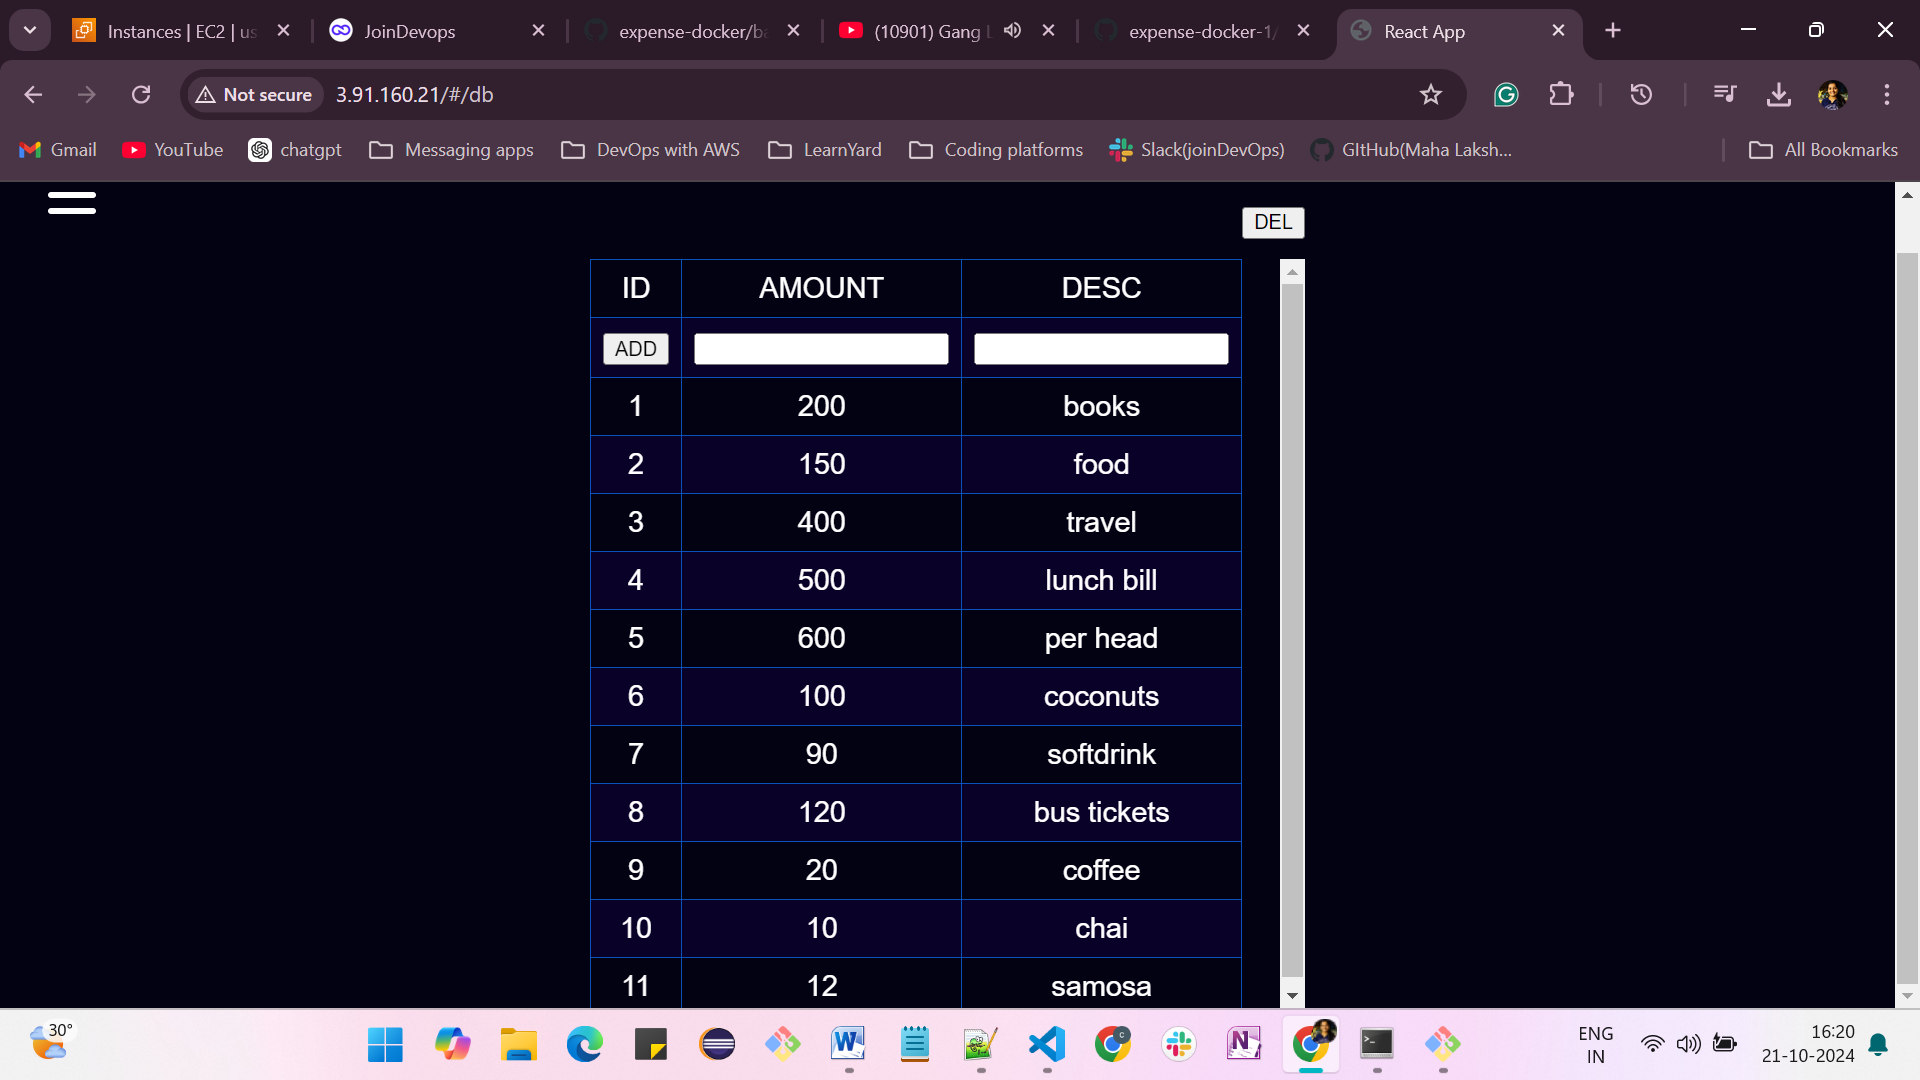 Instances | EC2 | us
JoinDevops
expense-docker/ba
(10901) Gang L
expense-docker-1/
React App
Not secure
3.91.160.21/#/db
Gmail
YouTube
chatgpt
Messaging apps
DevOps with AWS
LearnYard
Coding platforms
Slack(joinDevOps)
GItHub(Maha Laksh...
All Bookmarks
DEL
ID AMOUNT DESC
ADD
1 200 books
2 150 food
3 400 travel
4 500 lunch bill
5 600 per head
6 100 coconuts
7 90 softdrink
8 120 bus tickets
9 20 coffee
10 10 chai
11 12 samosa
30°
ENG
IN
16:20
21-10-2024